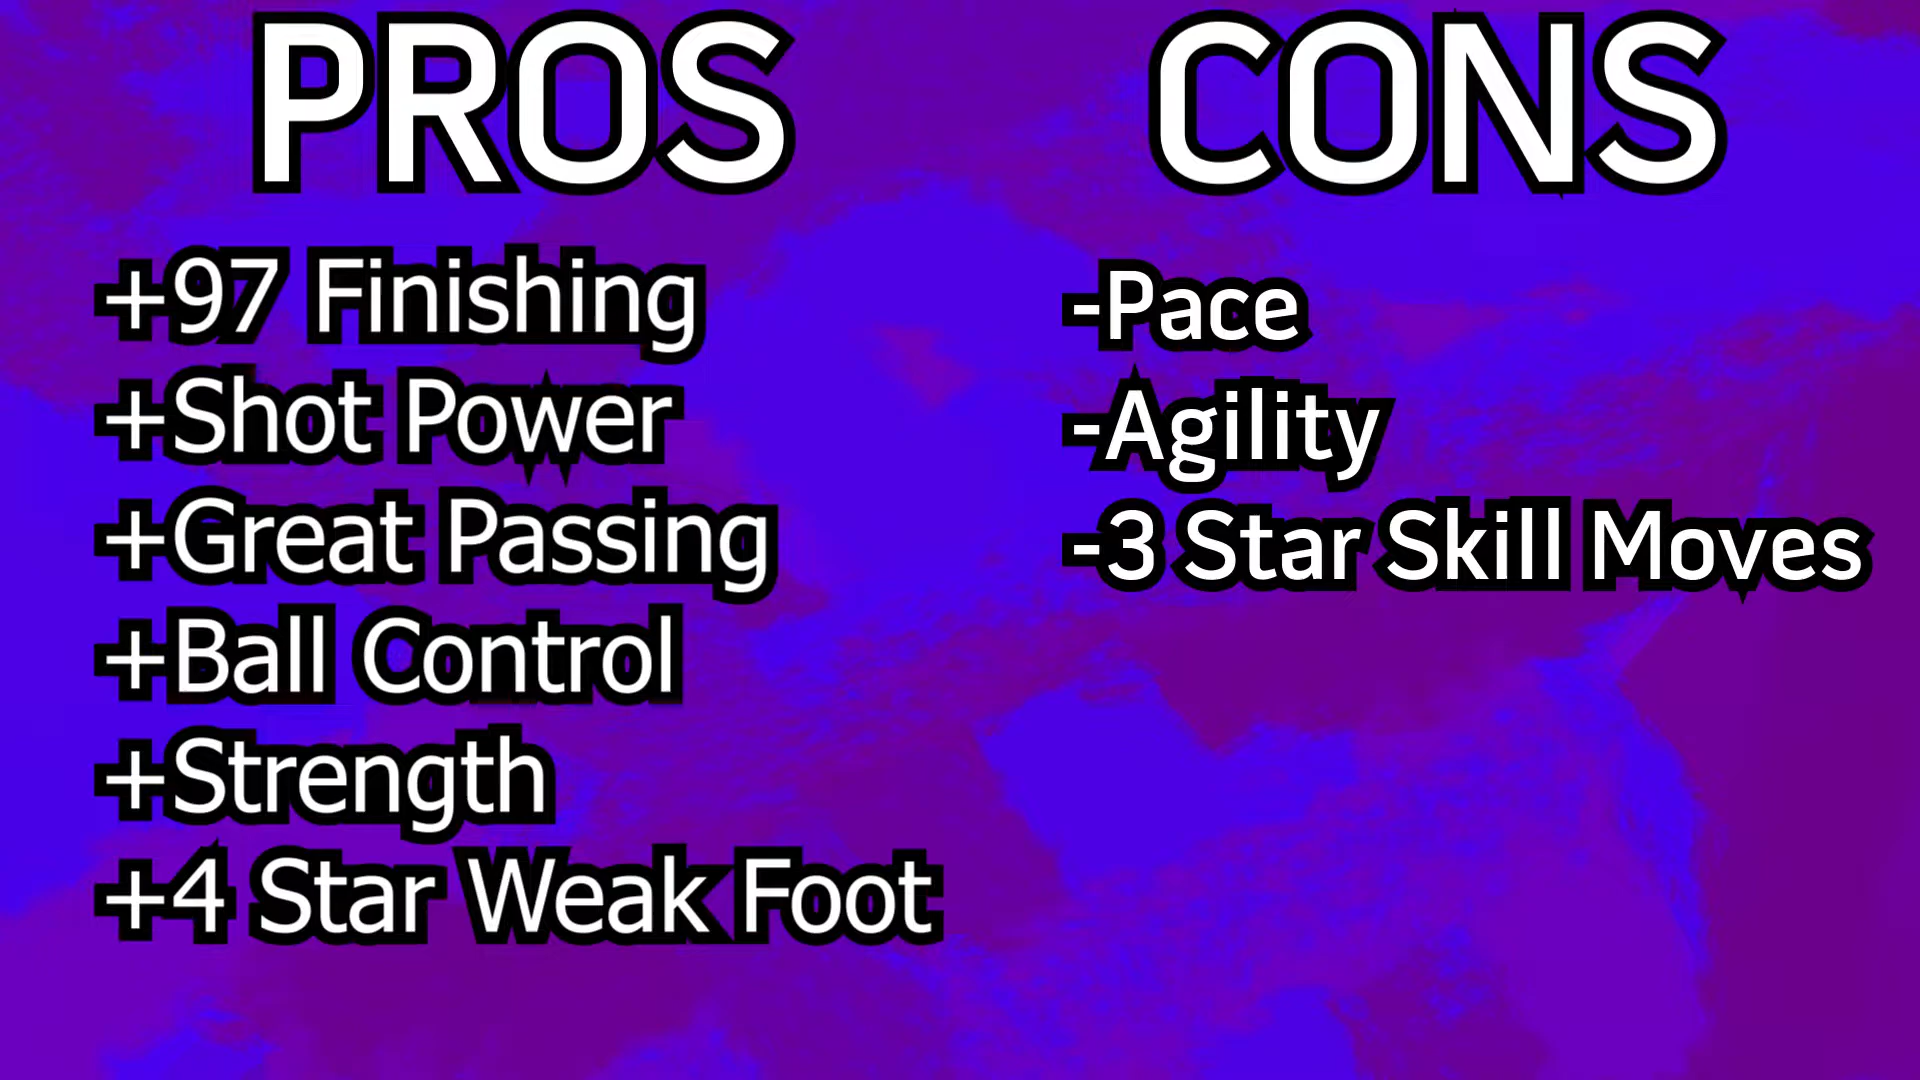 PROS
+97 Finishing
+Shot Power
+Great Passing
+Ball Control
+Strength
+4 Star Weak Foot
CONS
-Pace
-Agility
-3 Star Skill Moves